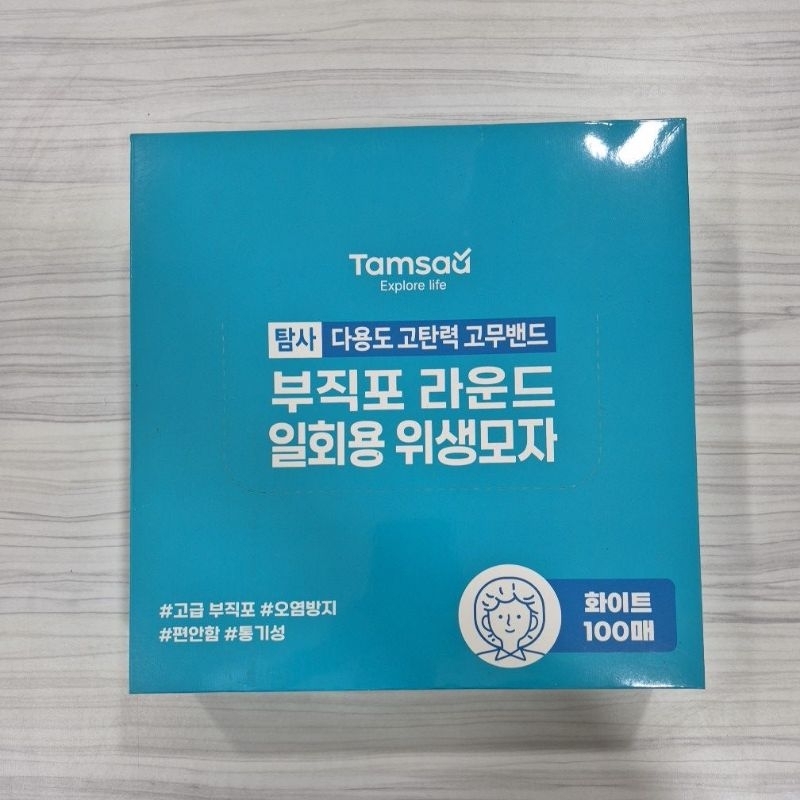 Tamsaa
Explore life
탐사 다용도 고탄력 고무밴드
부직포 라운드
일회용 위생모자
#고급 부직포 #오염방지
#편안함 #통기성
화이트
100매